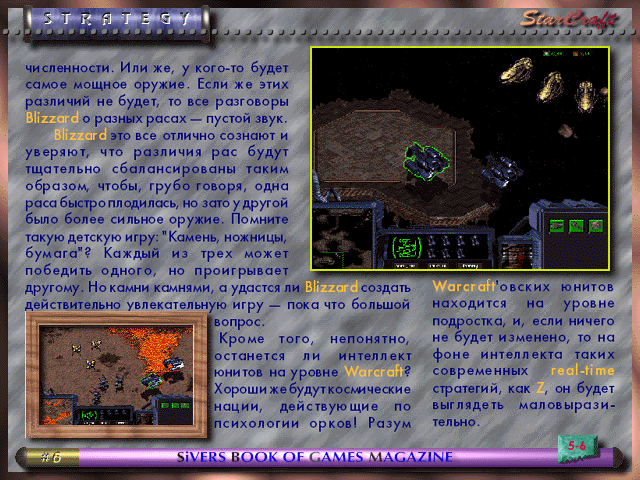 STRATEGY
StarCraft
численности. Или же, у кого-то будет
самое мощное оружие. Если же этих
различий не будет, то все разговоры
Blizzard о разных расах — пустой звук.
Blizzard это все отлично сознают и
уверяют, что различия рас будут
тщательно сбалансированы таким
образом, чтобы, грубо говоря, одна
раса быстро плодилась, но зато у другой
было более сильное оружие. Помните
такую детскую игру: "Камень, ножницы,
бумага"? Каждый из трех может
победить одного, но проигрывает
другому. Но камни камнями, а удастся ли Blizzard создать
действительно увлекательную игру — пока что большой
вопрос.
Кроме того, непонятно,
останется ли интеллект
юнитов на уровне Warcraft?
Хороши же будут космические
нации, действующие по
психологии орков! Разум
Warcraft'овских юнитов
находится на уровне
подростка, и, если ничего
не будет изменено, то на
фоне интеллекта таких
современных real-time
стратегий, как Z, он будет
выглядеть маловырази-
тельно.
#6
SiVERS BOOK OF GAMES MAGAZINE
5-6